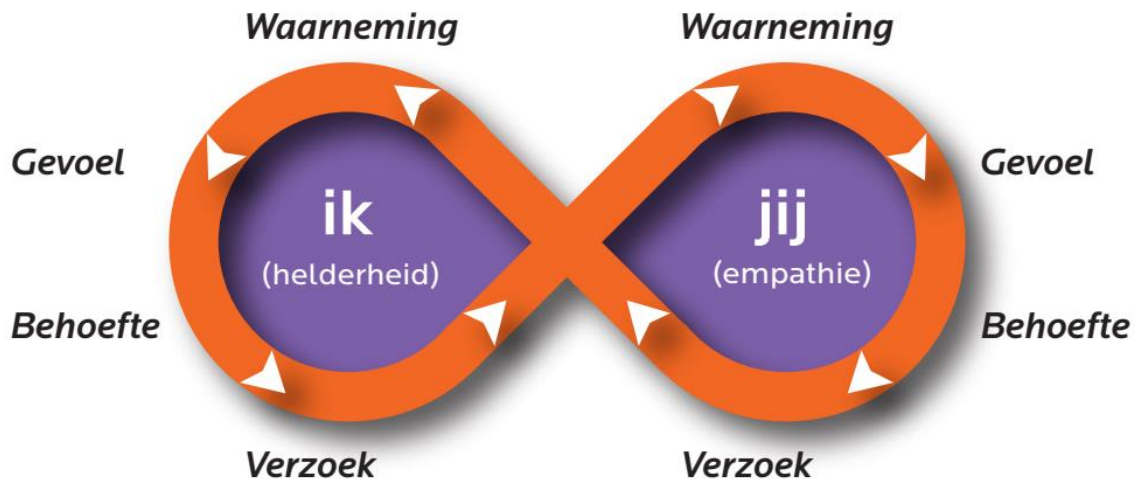 Waarneming
Waarneming
Gevoel
Gevoel
ik
(helderheid)
jij
(empathie)
Behoefte
Behoefte
Verzoek
Verzoek